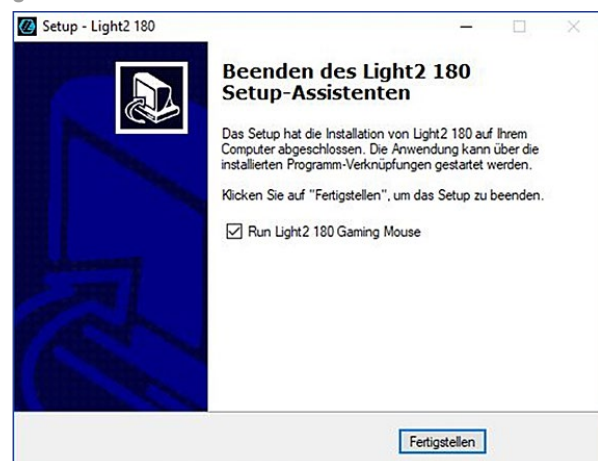 Setup - Light2 180
Beenden des Light2 180
Setup-Assistenten
Das Setup hat die Installation von Light2 180 auf Ihrem
Computer abgeschlossen. Die Anwendung kann über die
installierten Programm-Verknüpfungen gestartet werden.
Klicken Sie auf "Fertigstellen", um das Setup zu beenden.
Run Light2 180 Gaming Mouse
Fertigstellen